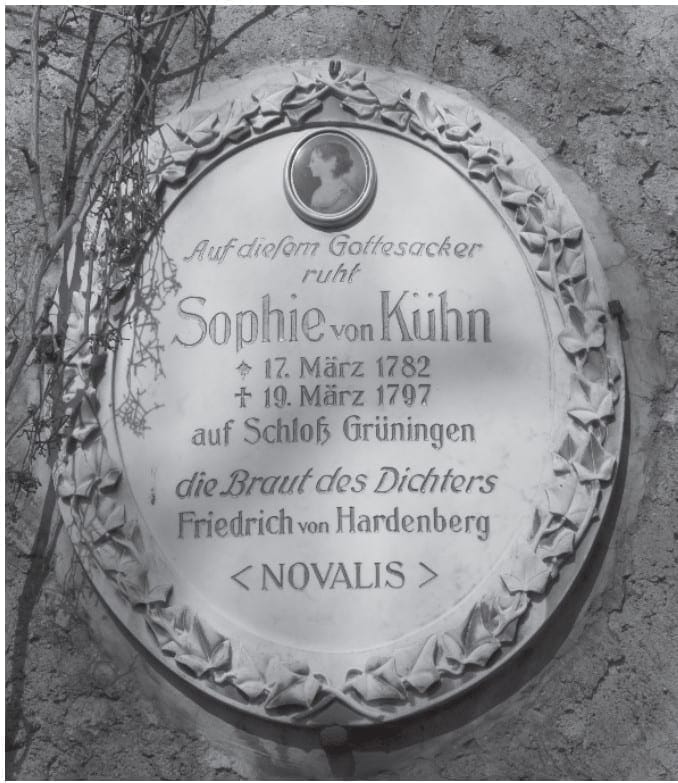 Auf dieſem Gottesacker
ruht
Sophie von Kühn
* 17. März 1782
✝ 19. März 1797
auf Schloß Grüningen
die Braut des Dichters
Friedrich von Hardenberg
< NOVALIS >